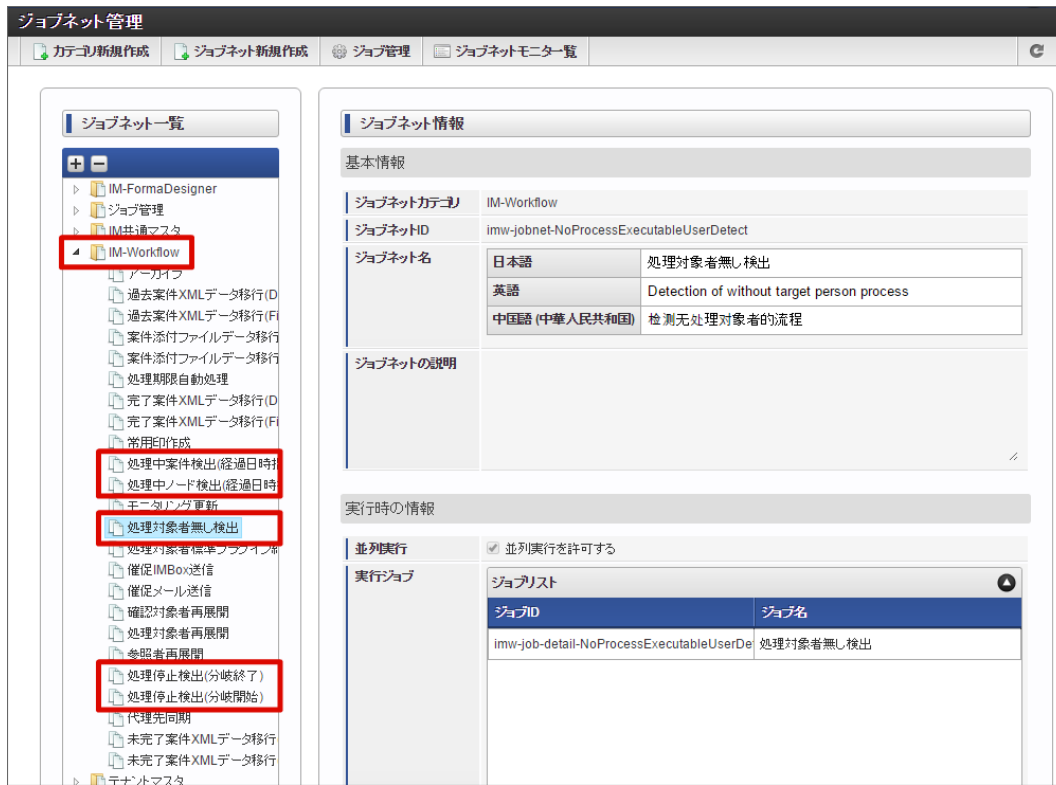 ジョブネット管理
カテゴリ新規作成 ジョブネット新規作成 ジョブ管理 ジョブネットモニター覧
ジョブネット一覧
IM-FormaDesigner
ジョブ管理
IM共通マスタ
IM-Workflow
アーカイブ
過去案件XMLデータ移行(D
過去案件XMLデータ移行(Fi
案件添付ファイルデータ移行
案件添付ファイルデータ移行
処理期限自動処理
完了案件XMLデータ移行(D
完了案件XMLデータ移行(Fi
常用印作成
処理中案件検出(経過日時指
処理中ノード検出(経過日時
モニタリング更新
処理対象者無し検出
処理対象者標準プラグイン
催促IMBox送信
催促メール送信
確認対象者再展開
処理対象者再展開
参照者再展開
処理停止検出(分岐終了)
処理停止検出(分岐開始)
代理先同期
未完了案件XMLデータ移行
未完了案件XMLデータ移行
テナントマスタ
ジョブネット情報
基本情報
ジョブネットカテゴリ IM-Workflow
ジョブネットID imw-jobnet-NoProcessExecutableUserDetect
ジョブネット名 日本語 処理対象者無し検出
英語 Detection of without target person process
中国語 (中華人民共和国) 检测无处理对象者的流程
ジョブネットの説明
実行時の情報
並列実行 並列実行を許可する
実行ジョブ ジョブリスト
ジョブID ジョブ名
imw-job-detail-NoProcessExecutableUserDe 処理対象者無し検出